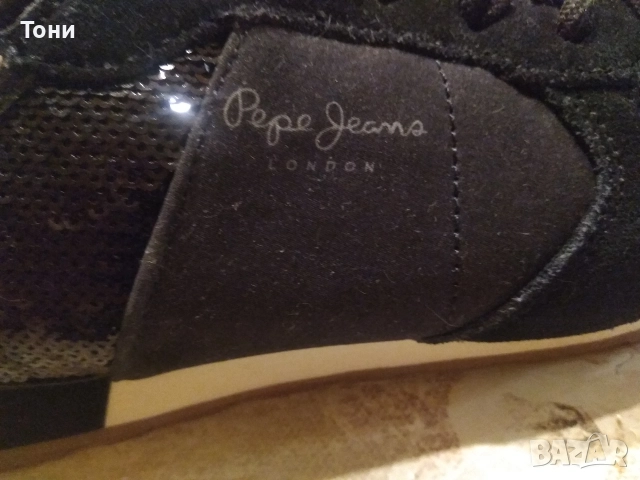 Тони
Pepe Jeans
LONDON
BAZAR